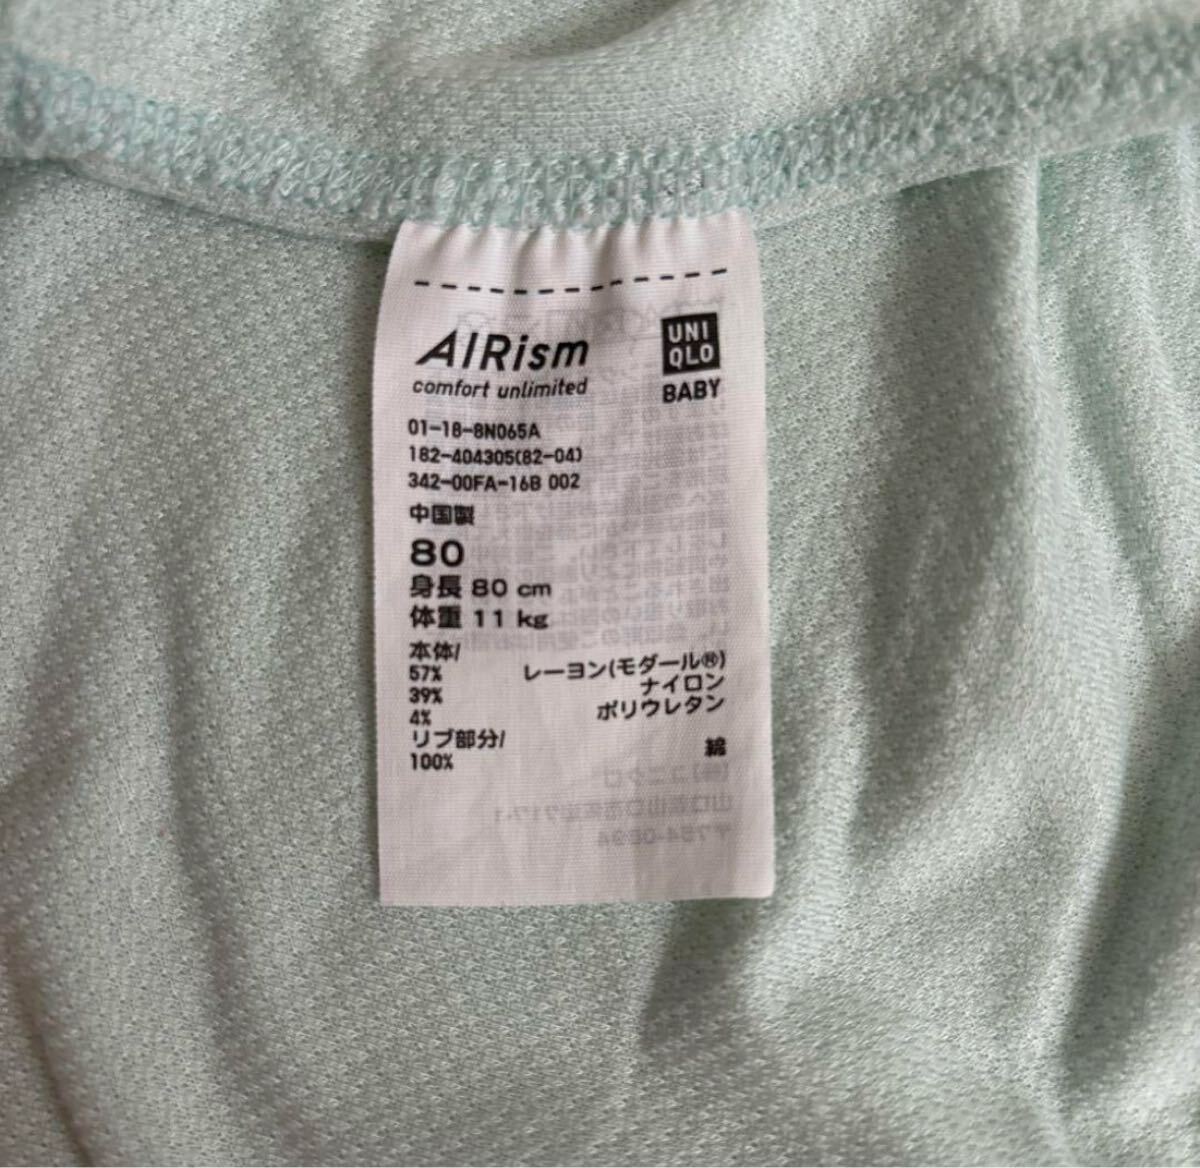 AIRism
comfort unlimited
UNI
QLO
BABY
01-18-8N065A
182-404305(82-04)
342-00FA-16B 002
中国製
80
身長 80 cm
体重 11 kg
本体/
57% レーヨン(モダール®)
39% ナイロン
4% ポリウレタン
リブ部分/
100% 綿